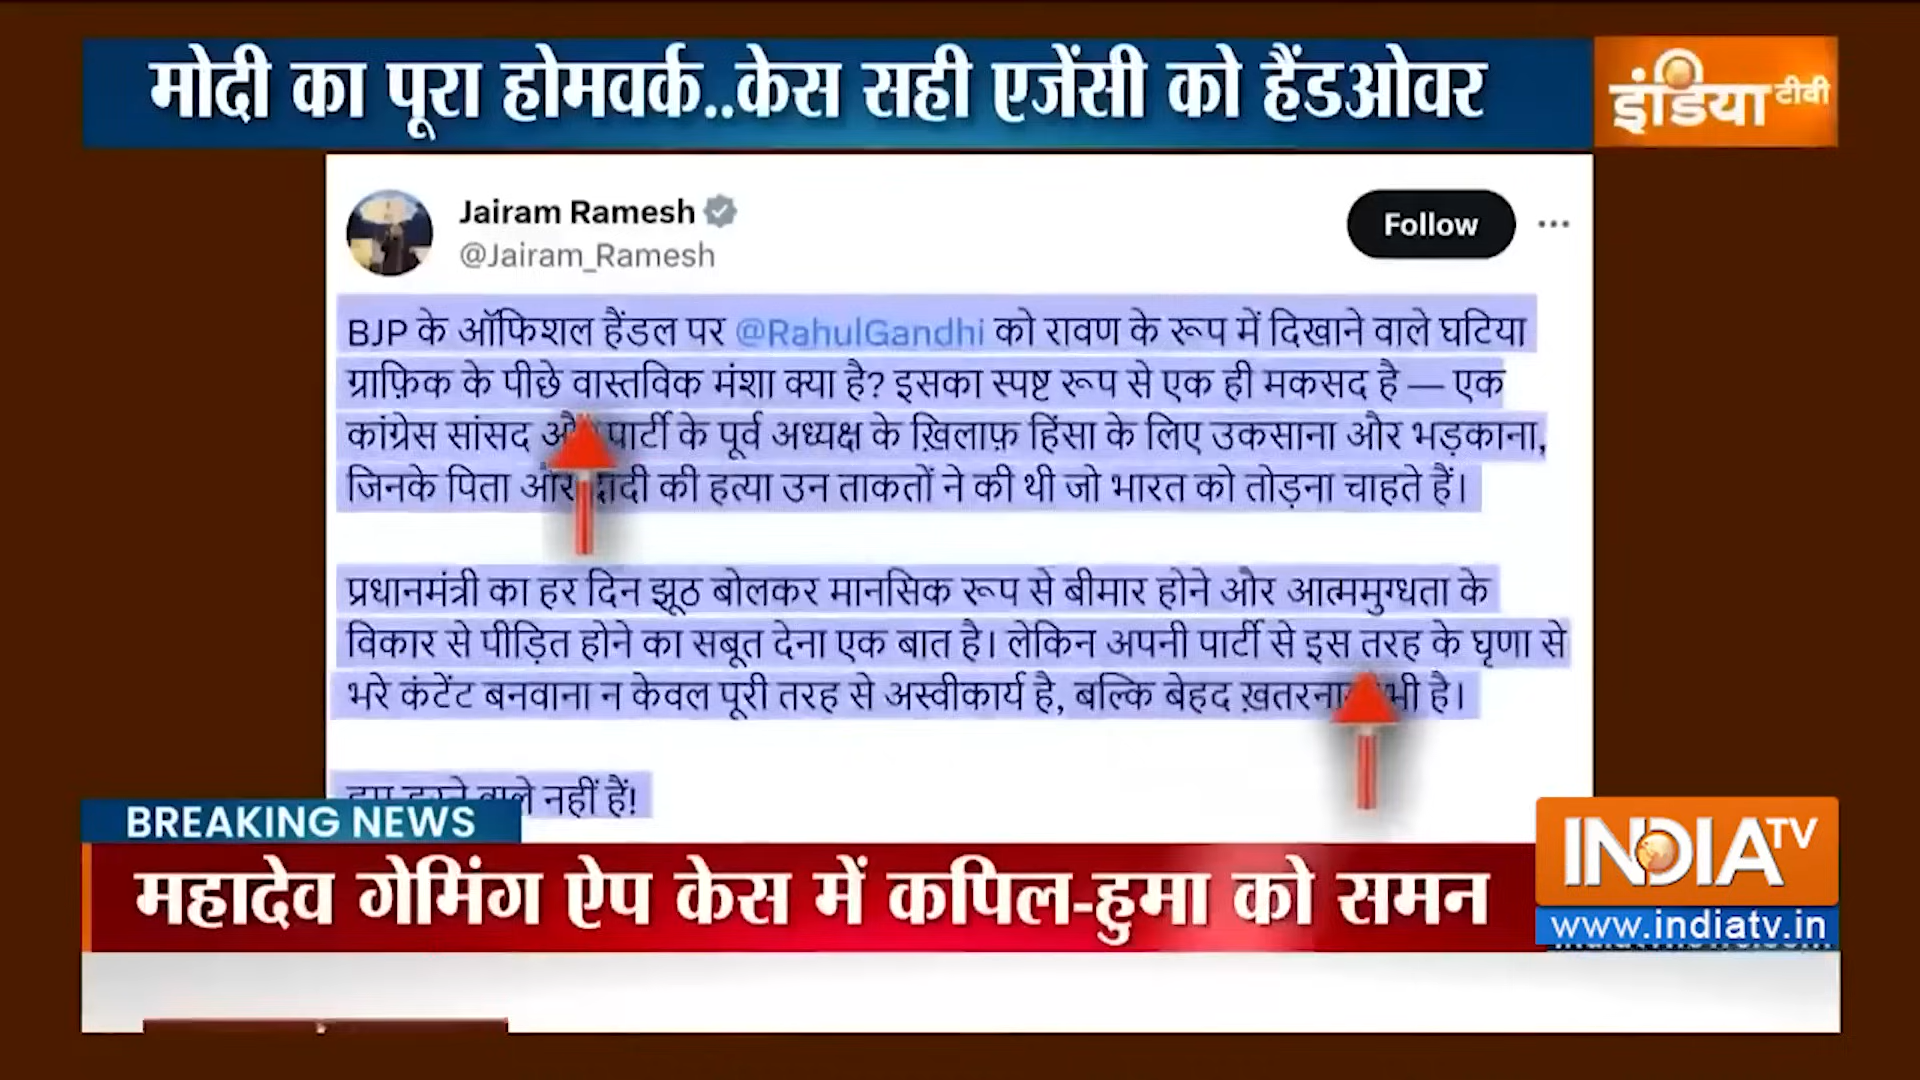 मोदी का पूरा होमवर्क..केस सही एजेंसी को हैंडओवर
इंडिया टीवी
Jairam Ramesh
@Jairam_Ramesh
Follow
BJP के ऑफिशल हैंडल पर @RahulGandhi को रावण के रूप में दिखाने वाले घटिया
ग्राफ़िक के पीछे वास्तविक मंशा क्या है? इसका स्पष्ट रूप से एक ही मकसद है — एक
कांग्रेस सांसद और पार्टी के पूर्व अध्यक्ष के ख़िलाफ़ हिंसा के लिए उकसाना और भड़काना,
जिनके पिता और दादी की हत्या उन ताकतों ने की थी जो भारत को तोड़ना चाहते हैं।
प्रधानमंत्री का हर दिन झूठ बोलकर मानसिक रूप से बीमार होने और आत्ममुग्धता के
विकार से पीड़ित होने का सबूत देना एक बात है। लेकिन अपनी पार्टी से इस तरह के घृणा से
भरे कंटेंट बनवाना न केवल पूरी तरह से अस्वीकार्य है, बल्कि बेहद ख़तरनाक भी है।
नहीं हैं!
BREAKING NEWS
महादेव गेमिंग ऐप केस में कपिल-हुमा को समन
INDIA TV
www.indiatv.in